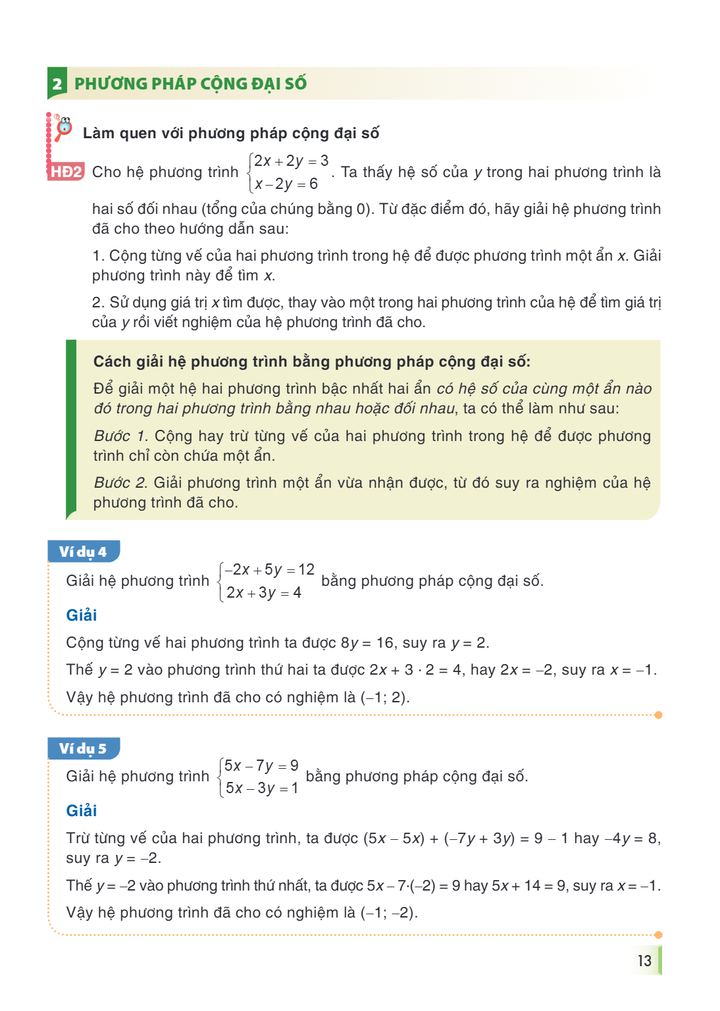 2 PHƯƠNG PHÁP CỘNG ĐẠI SỐ
Làm quen với phương pháp cộng đại số
HĐ2 Cho hệ phương trình {2x + 2y = 3
x − 2y = 6 . Ta thấy hệ số của y trong hai phương trình là
hai số đối nhau (tổng của chúng bằng 0). Từ đặc điểm đó, hãy giải hệ phương trình
đã cho theo hướng dẫn sau:
1. Cộng từng vế của hai phương trình trong hệ để được phương trình một ẩn x. Giải
phương trình này để tìm x.
2. Sử dụng giá trị x tìm được, thay vào một trong hai phương trình của hệ để tìm giá trị
của y rồi viết nghiệm của hệ phương trình đã cho.
Cách giải hệ phương trình bằng phương pháp cộng đại số:
Để giải một hệ hai phương trình bậc nhất hai ẩn có hệ số của cùng một ẩn nào
đó trong hai phương trình bằng nhau hoặc đối nhau, ta có thể làm như sau:
Bước 1. Cộng hay trừ từng vế của hai phương trình trong hệ để được phương
trình chỉ còn chứa một ẩn.
Bước 2. Giải phương trình một ẩn vừa nhận được, từ đó suy ra nghiệm của hệ
phương trình đã cho.
Ví dụ 4
Giải hệ phương trình {−2x + 5y = 12
2x + 3y = 4 bằng phương pháp cộng đại số.
Giải
Cộng từng vế hai phương trình ta được 8y = 16, suy ra y = 2.
Thế y = 2 vào phương trình thứ hai ta được 2x + 3 · 2 = 4, hay 2x = −2, suy ra x = −1.
Vậy hệ phương trình đã cho có nghiệm là (−1; 2).
Ví dụ 5
Giải hệ phương trình {5x − 7y = 9
5x − 3y = 1 bằng phương pháp cộng đại số.
Giải
Trừ từng vế của hai phương trình, ta được (5x − 5x) + (−7y + 3y) = 9 − 1 hay −4y = 8,
suy ra y = −2.
Thế y = −2 vào phương trình thứ nhất, ta được 5x − 7·(−2) = 9 hay 5x + 14 = 9, suy ra x = −1.
Vậy hệ phương trình đã cho có nghiệm là (−1; −2).
13